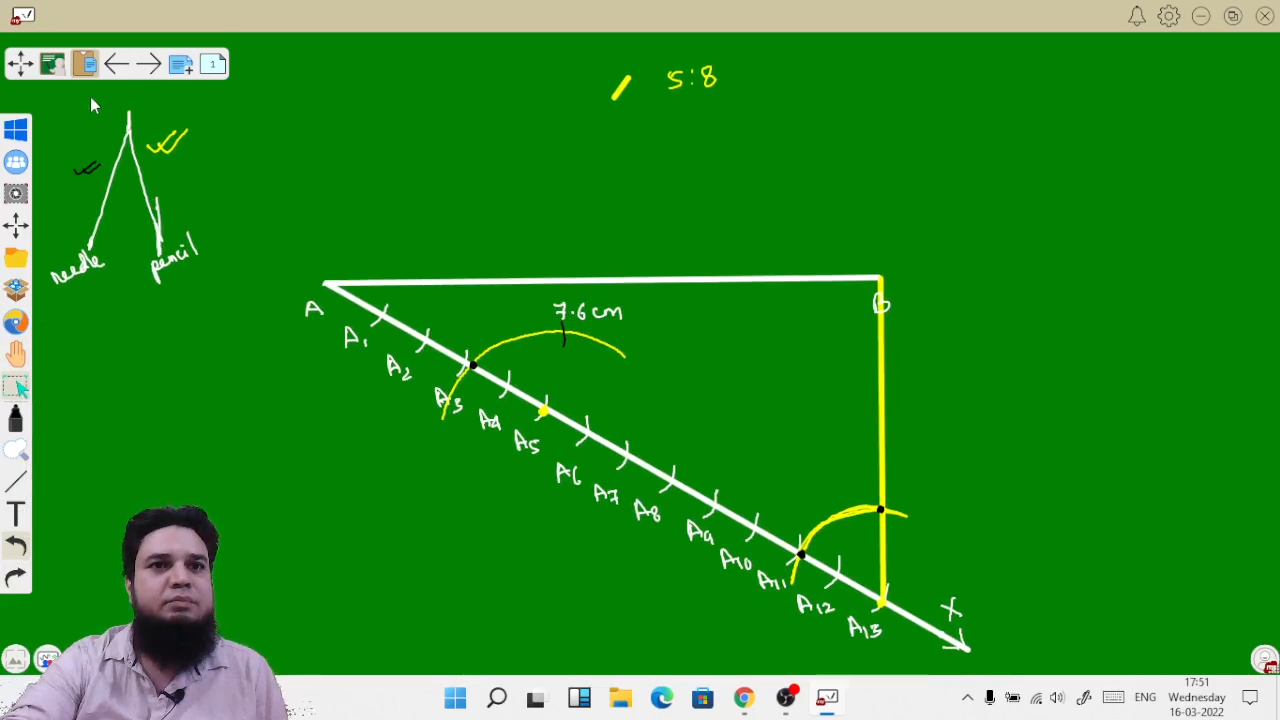 1
5:8
needle
pencil
A
B
7.6 cm
A1
A2
A3
A4
A5
A6
A7
A8
A9
A10
A11
A12
A13
X
T
ENG
17:51
Wednesday
16-03-2022